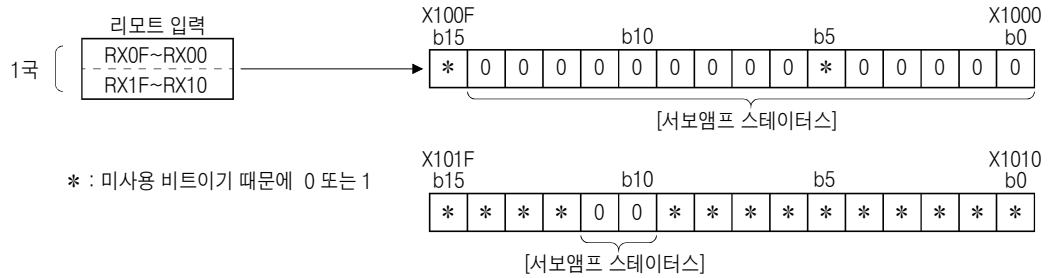 리모트 입력
1국
RX0F~RX00
RX1F~RX10
X100F X1000
b15 b10 b5 b0
* 0 0 0 0 0 0 0 0 0 * 0 0 0 0 0
[서보앰프 스테이터스]
* : 미사용 비트이기 때문에 0 또는 1
X101F X1010
b15 b10 b5 b0
* * * * 0 0 * * * * * * * * * *
[서보앰프 스테이터스]